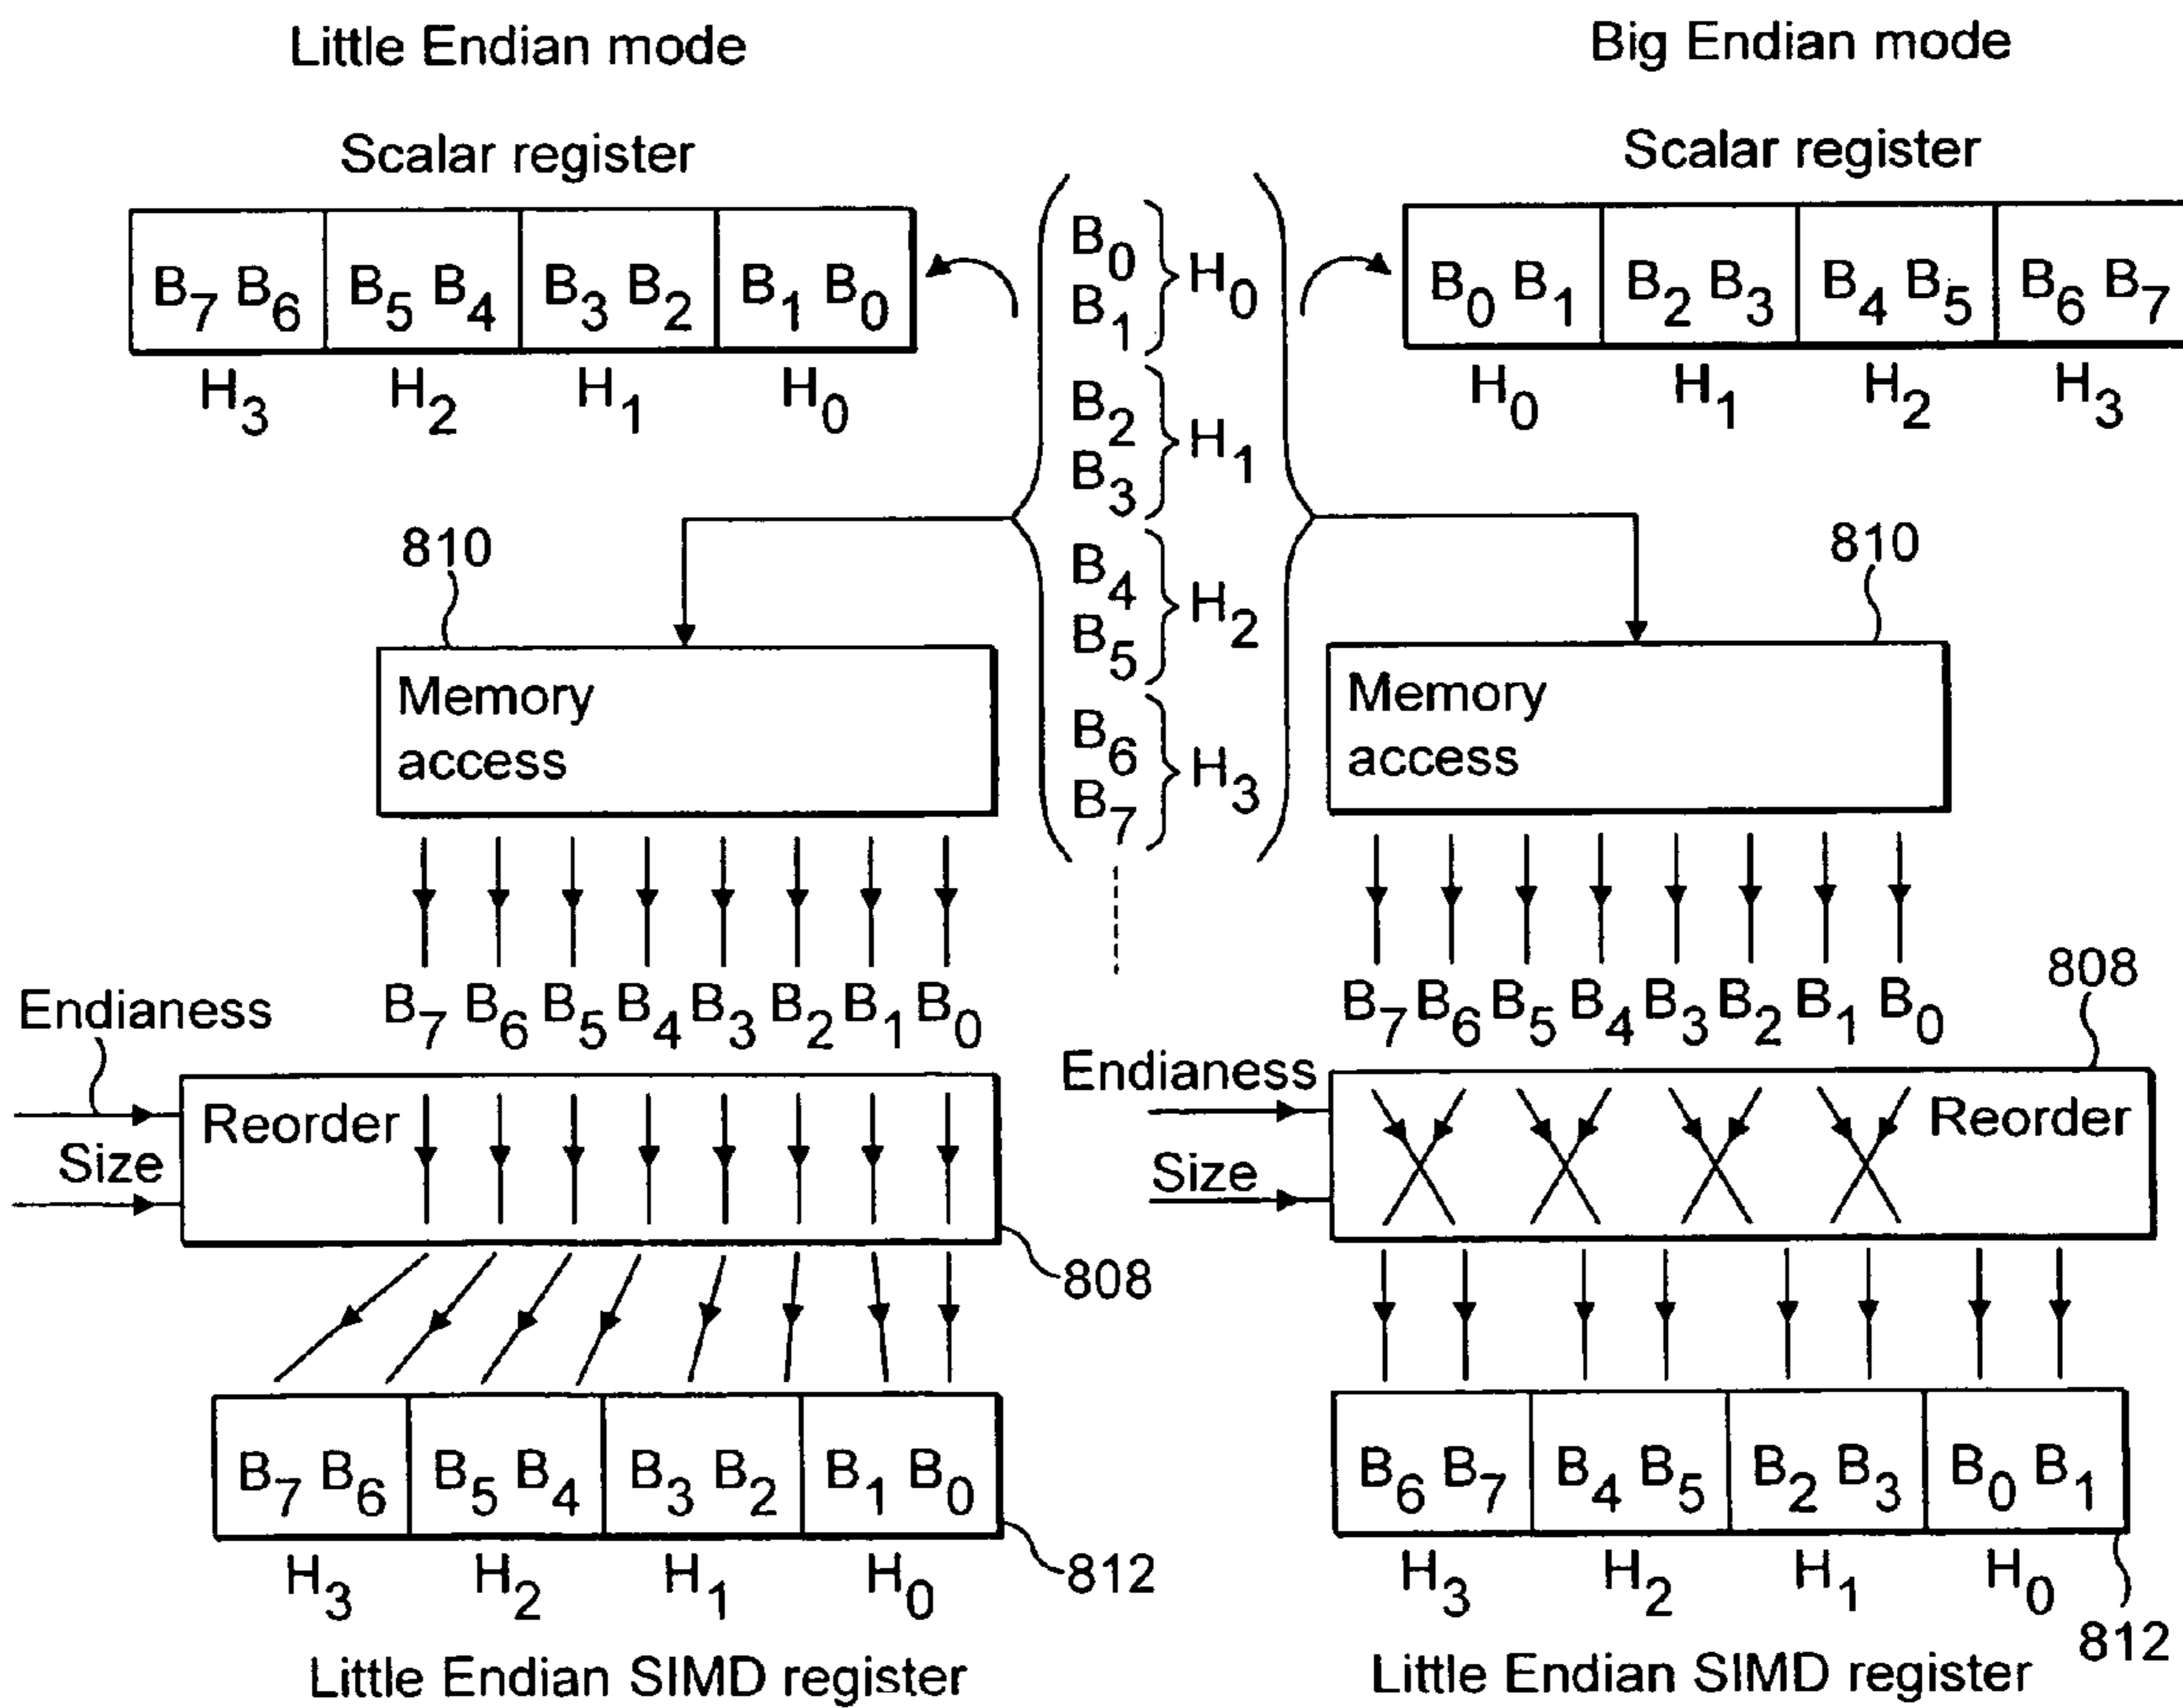 Little Endian mode
Scalar register
B7 B6 B5 B4 B3 B2 B1 B0
H3 H2 H1 H0
B0
B1
H0
B2
B3
H1
B4
B5
H2
B6
B7
H3
Big Endian mode
Scalar register
B0 B1 B2 B3 B4 B5 B6 B7
H0 H1 H2 H3
810
Memory
access
B7 B6 B5 B4 B3 B2 B1 B0
Endianess
Size
Reorder
808
B7 B6 B5 B4 B3 B2 B1 B0
H3 H2 H1 H0
812
Little Endian SIMD register
810
Memory
access
B7 B6 B5 B4 B3 B2 B1 B0
808
Endianess
Size
Reorder
B6 B7 B4 B5 B2 B3 B0 B1
H3 H2 H1 H0
812
Little Endian SIMD register